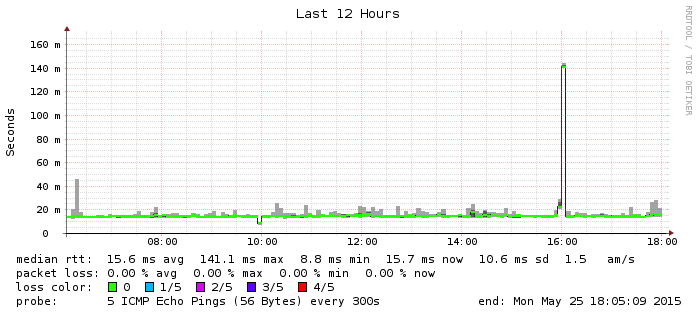 Last 12 Hours
RRDTOOL / TOBI OETIKER
Seconds
160 m
140 m
120 m
100 m
80 m
60 m
40 m
20 m
0
08:00 10:00 12:00 14:00 16:00 18:00
median rtt: 15.6 ms avg 141.1 ms max 8.8 ms min 15.7 ms now 10.6 ms sd 1.5 am/s
packet loss: 0.00 % avg 0.00 % max 0.00 % min 0.00 % now
loss color: 0 1/5 2/5 3/5 4/5
probe: 5 ICMP Echo Pings (56 Bytes) every 300s end: Mon May 25 18:05:09 2015